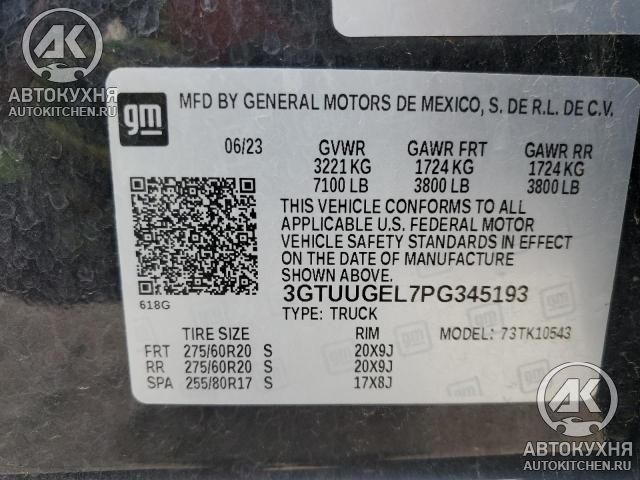 AK
АВТОКУХНЯ
AUTOKITCHEN.RU
gm
MFD BY GENERAL MOTORS DE MEXICO, S. DE R.L. DE C.V.
06/23 GVWR GAWR FRT GAWR RR
3221 KG 1724 KG 1724 KG
7100 LB 3800 LB 3800 LB
THIS VEHICLE CONFORMS TO ALL
APPLICABLE U.S. FEDERAL MOTOR
VEHICLE SAFETY STANDARDS IN EFFECT
ON THE DATE OF MANUFACTURE
SHOWN ABOVE.
618G
3GTUUGEL7PG345193
TYPE: TRUCK
TIRE SIZE RIM MODEL: 73TK10543
FRT 275/60R20 S 20X9J
RR 275/60R20 S 20X9J
SPA 255/80R17 S 17X8J
AK
АВТОКУХНЯ
AUTOKITCHEN.RU